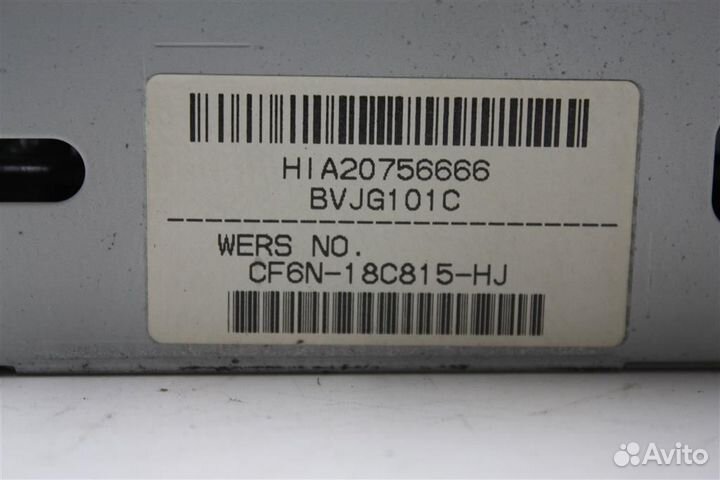 HIA20756666
BVJG101C
WERS NO.
CF6N-18C815-HJ
Avito